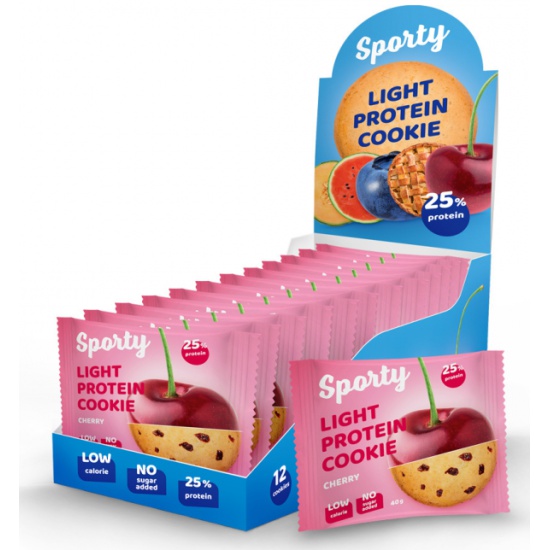 Sporty
LIGHT
PROTEIN
COOKIE
25%
protein
Sporty
25%
protein
LIGHT
PROTEIN
COOKIE
CHERRY
LOW NO
LOW
calorie
NO
sugar
added
25%
protein
12
cookies
Sporty
25%
protein
LIGHT
PROTEIN
COOKIE
CHERRY
LOW
calorie
NO
sugar
added
40 g